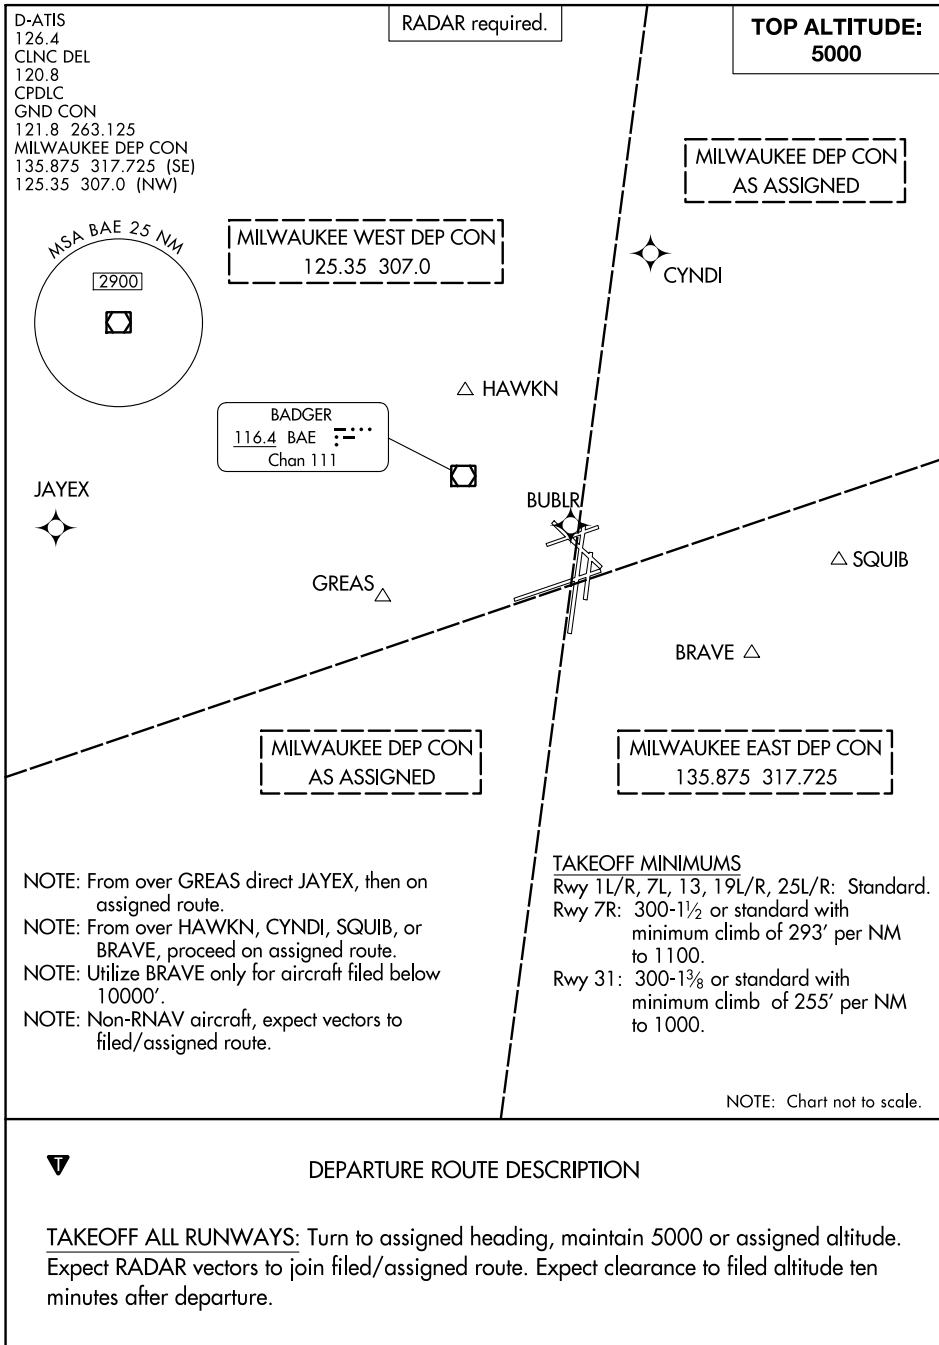 D-ATIS
126.4
CLNC DEL
120.8
CPDLC
GND CON
121.8 263.125
MILWAUKEE DEP CON
135.875 317.725 (SE)
125.35 307.0 (NW)
RADAR required.
TOP ALTITUDE:
5000
MILWAUKEE DEP CON
AS ASSIGNED
MSA BAE 25 NM
2900
MILWAUKEE WEST DEP CON
125.35 307.0
CYNDI
HAWKN
BADGER
116.4 BAE
Chan 111
JAYEX
BUBLR
SQUIB
GREAS
BRAVE
MILWAUKEE DEP CON
AS ASSIGNED
MILWAUKEE EAST DEP CON
135.875 317.725
NOTE: From over GREAS direct JAYEX, then on
assigned route.
NOTE: From over HAWKN, CYNDI, SQUIB, or
BRAVE, proceed on assigned route.
NOTE: Utilize BRAVE only for aircraft filed below
10000'.
NOTE: Non-RNAV aircraft, expect vectors to
filed/assigned route.
TAKEOFF MINIMUMS
Rwy 1L/R, 7L, 13, 19L/R, 25L/R: Standard.
Rwy 7R: 300-1½ or standard with
minimum climb of 293' per NM
to 1100.
Rwy 31: 300-1⅜ or standard with
minimum climb of 255' per NM
to 1000.
NOTE: Chart not to scale.
T
DEPARTURE ROUTE DESCRIPTION
TAKEOFF ALL RUNWAYS: Turn to assigned heading, maintain 5000 or assigned altitude.
Expect RADAR vectors to join filed/assigned route. Expect clearance to filed altitude ten
minutes after departure.